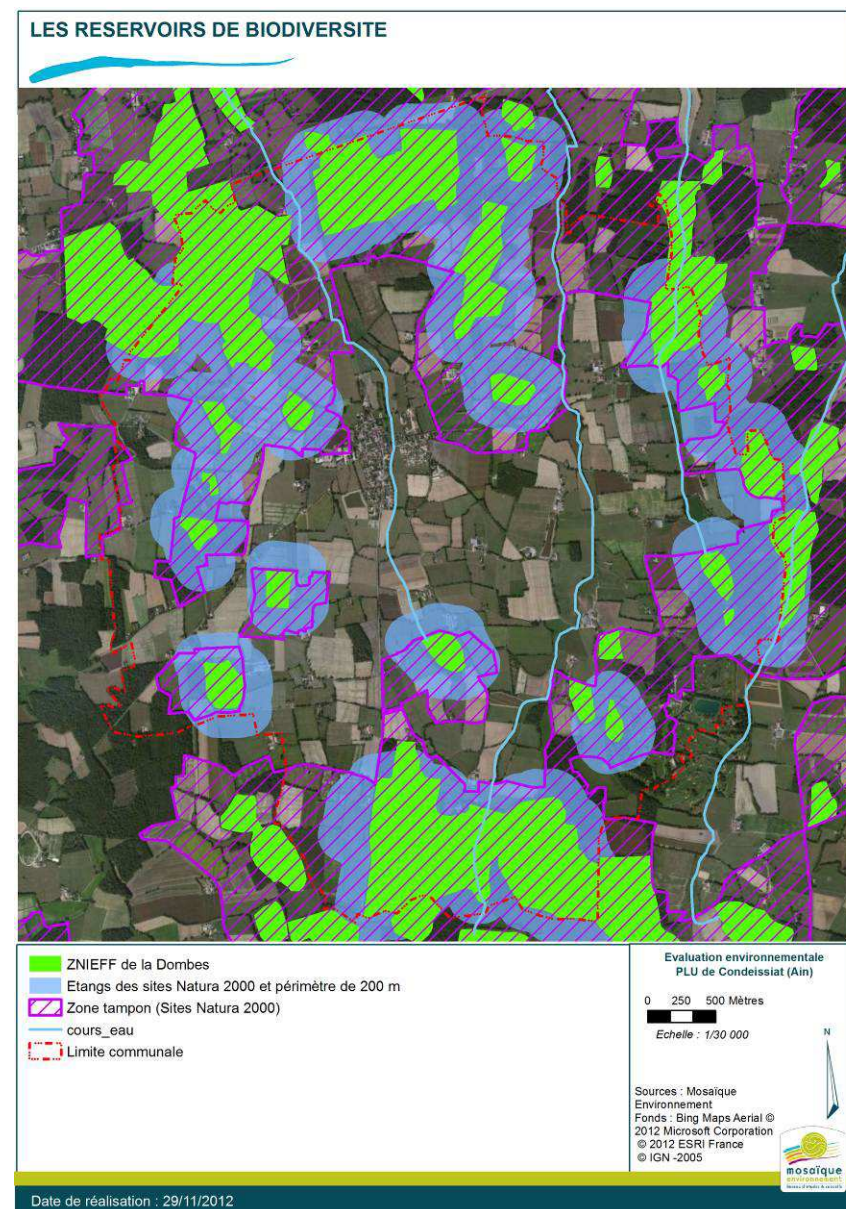 LES RESERVOIRS DE BIODIVERSITE
ZNIEFF de la Dombes
Etangs des sites Natura 2000 et périmètre de 200 m
Zone tampon (Sites Natura 2000)
cours_eau
Limite communale
Evaluation environnementale
PLU de Condeissiat (Ain)
0 250 500 Mètres
Echelle : 1/30 000
N
Sources : Mosaïque
Environnement
Fonds : Bing Maps Aerial ©
2012 Microsoft Corporation
© 2012 ESRI France
© IGN -2005
mosaïque
environnement
Date de réalisation : 29/11/2012